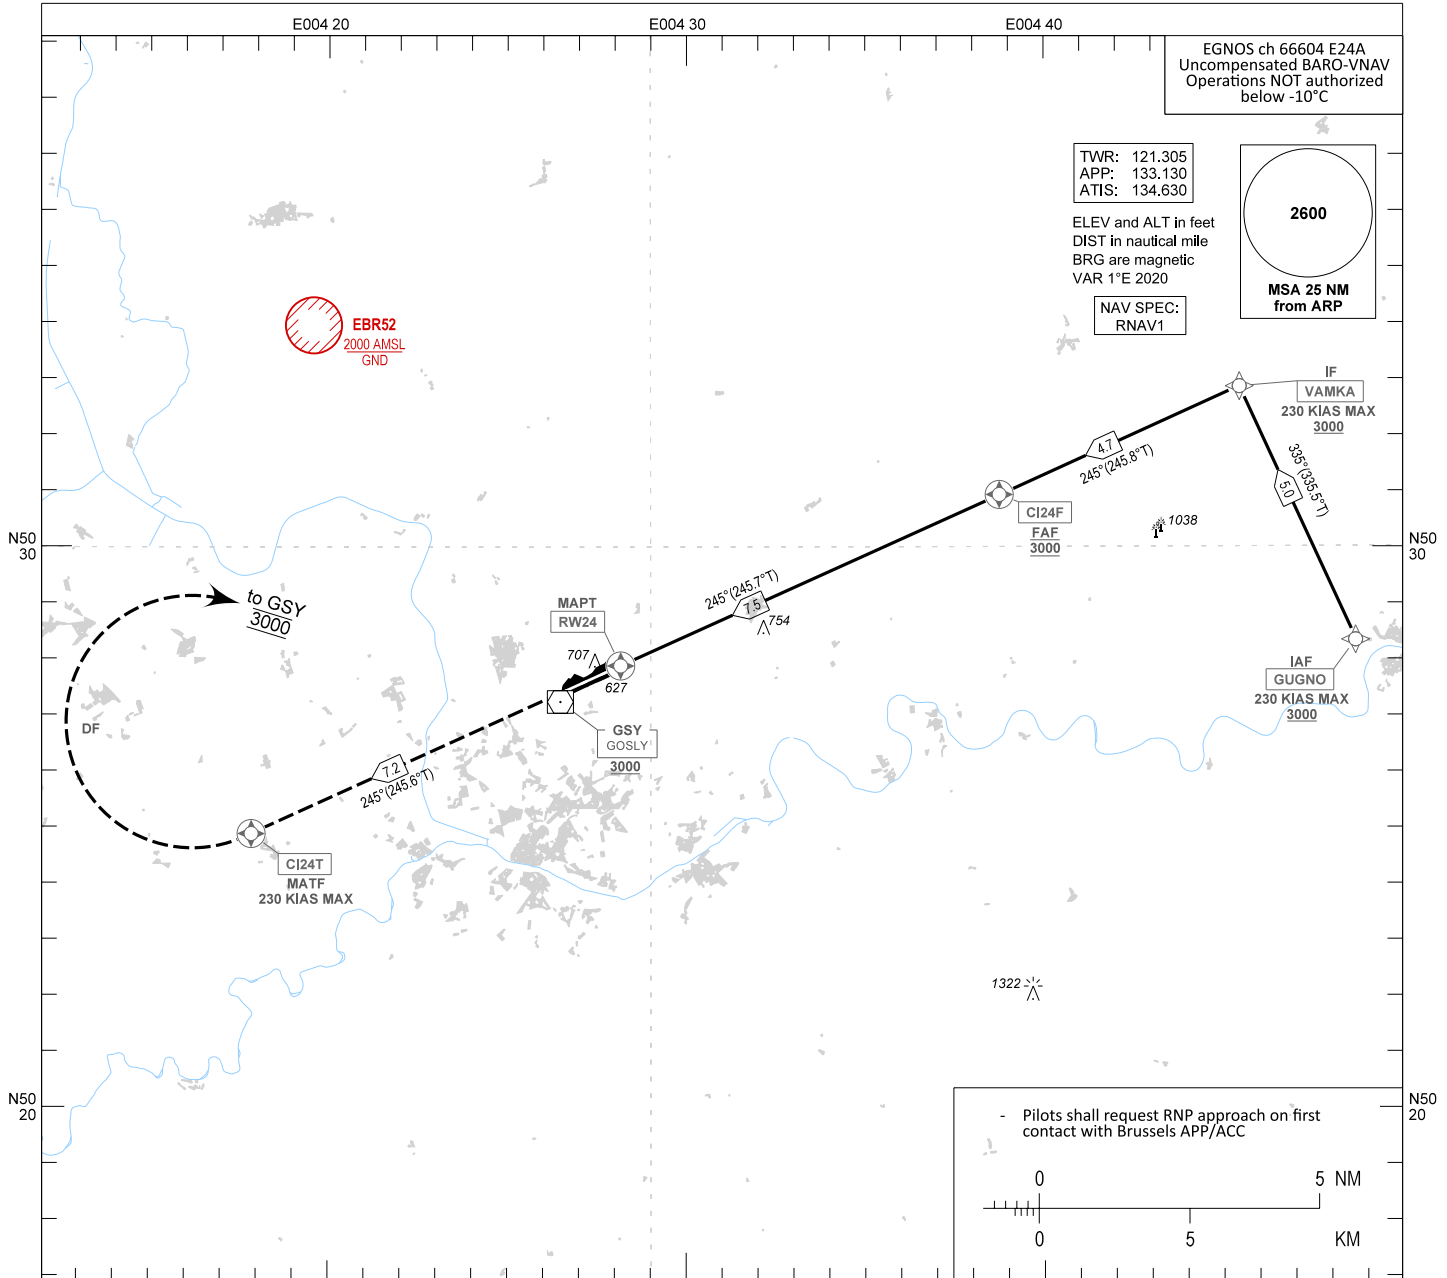 E004 20
E004 30
E004 40
EGNOS ch 66604 E24A
Uncompensated BARO-VNAV
Operations NOT authorized
below -10°C
TWR: 121.305
APP: 133.130
ATIS: 134.630
ELEV and ALT in feet
DIST in nautical mile
BRG are magnetic
VAR 1°E 2020
NAV SPEC:
RNAV1
2600
MSA 25 NM
from ARP
EBR52
2000 AMSL
GND
IF
VAMKA
230 KIAS MAX
3000
4.7
245°(245.8°T)
335°(335.5°T)
5.0
CI24F
FAF
3000
1038
N50
30
N50
30
245°(245.7°T)
7.5
754
to GSY
3000
MAPT
RW24
707
627
IAF
GUGNO
230 KIAS MAX
3000
DF
GSY
GOSLY
3000
7.2
245°(245.6°T)
CI24T
MATF
230 KIAS MAX
1322
N50
20
N50
20
- Pilots shall request RNP approach on first
contact with Brussels APP/ACC
0 5 NM
0 5 KM